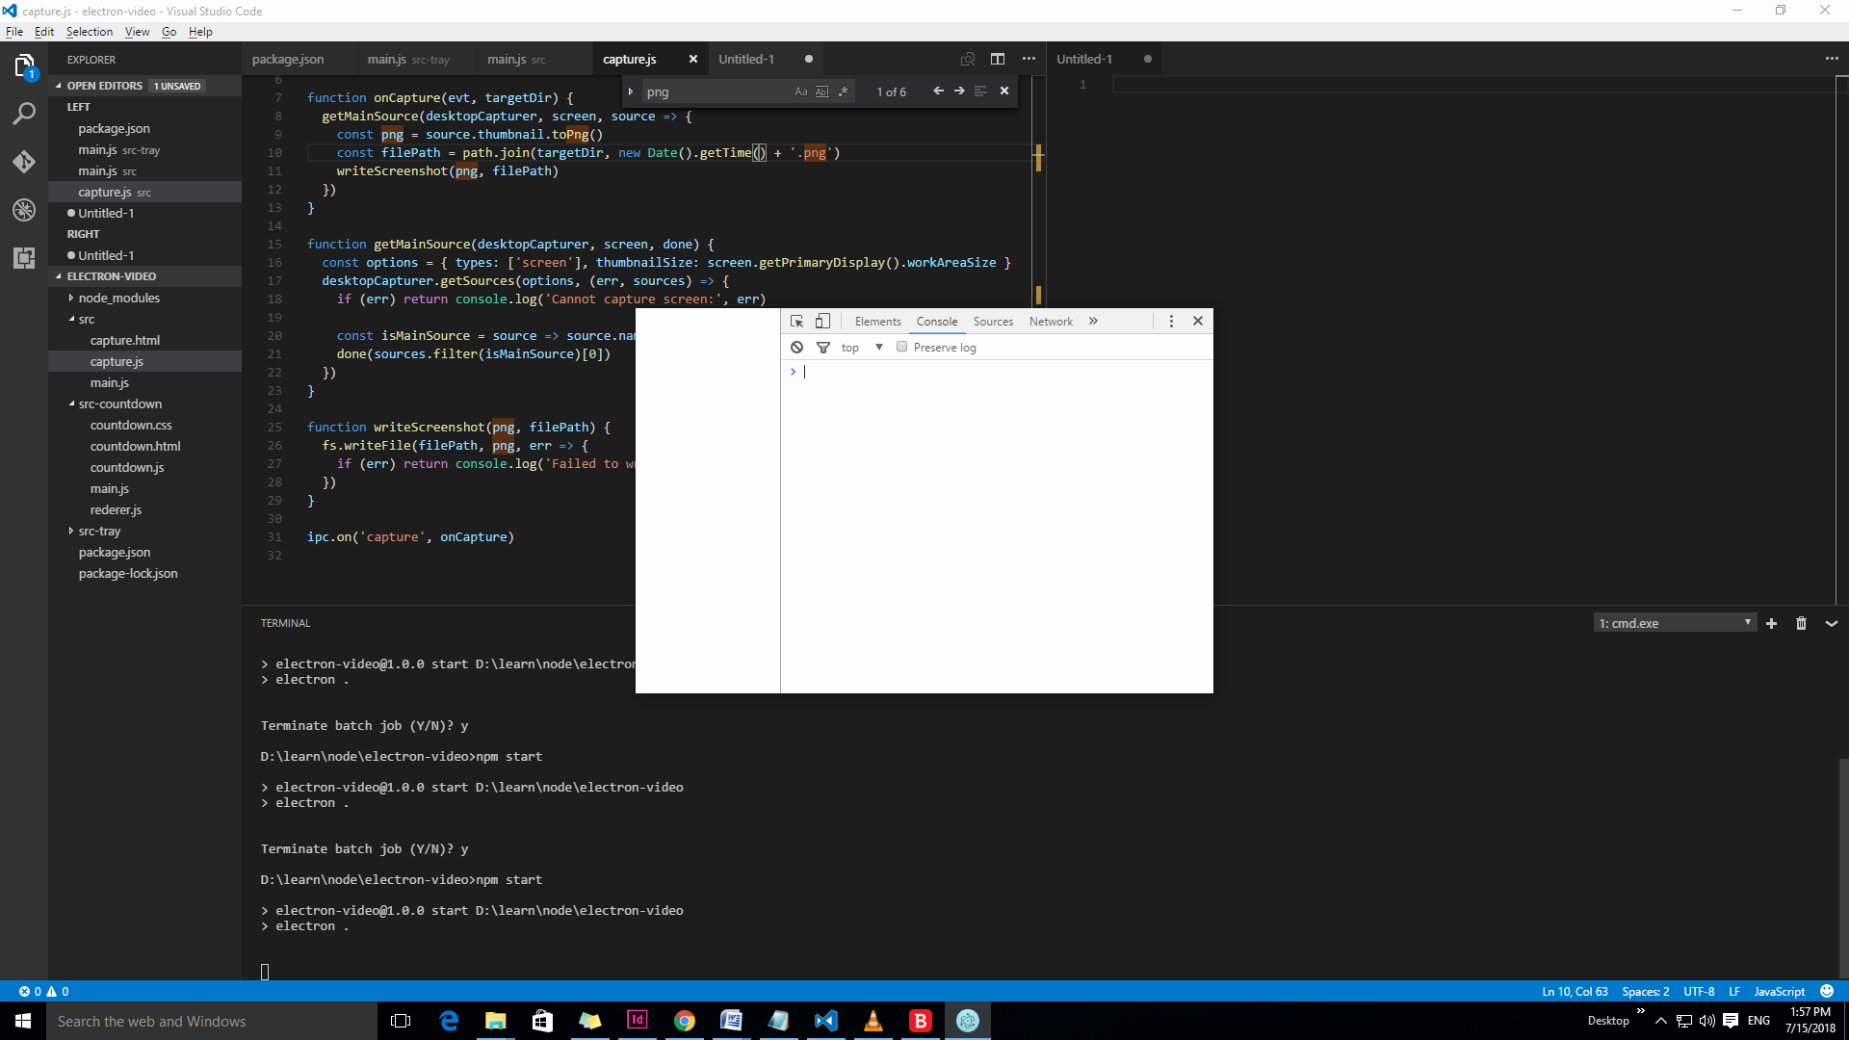 capture.js - electron-video - Visual Studio Code
File Edit Selection View Go Help
EXPLORER
OPEN EDITORS 1 UNSAVED
LEFT
package.json
main.js src-tray
main.js src
capture.js src
Untitled-1
RIGHT
Untitled-1
ELECTRON-VIDEO
node_modules
src
capture.html
capture.js
main.js
src-countdown
countdown.css
countdown.html
countdown.js
main.js
rederer.js
src-tray
package.json
package-lock.json
package.json main.js src-tray main.js src capture.js Untitled-1
png Aa Abl .* 1 of 6
6
7 function onCapture(evt, targetDir) {
8 getMainSource(desktopCapturer, screen, source => {
9 const png = source.thumbnail.toPng()
10 const filePath = path.join(targetDir, new Date().getTime() + '.png')
11 writeScreenshot(png, filePath)
12 })
13 }
14
15 function getMainSource(desktopCapturer, screen, done) {
16 const options = { types: ['screen'], thumbnailSize: screen.getPrimaryDisplay().workAreaSize }
17 desktopCapturer.getSources(options, (err, sources) => {
18 if (err) return console.log('Cannot capture screen:', err)
19
20 const isMainSource = source => source.na
21 done(sources.filter(isMainSource)[0])
22 })
23 }
24
25 function writeScreenshot(png, filePath) {
26 fs.writeFile(filePath, png, err => {
27 if (err) return console.log('Failed to w
28 })
29 }
30
31 ipc.on('capture', onCapture)
32
Untitled-1
1
Elements Console Sources Network »
top Preserve log
>
TERMINAL
1: cmd.exe
> electron-video@1.0.0 start D:\learn\node\electron
> electron .
Terminate batch job (Y/N)? y
D:\learn\node\electron-video>npm start
> electron-video@1.0.0 start D:\learn\node\electron-video
> electron .
Terminate batch job (Y/N)? y
D:\learn\node\electron-video>npm start
> electron-video@1.0.0 start D:\learn\node\electron-video
> electron .
0 0 Ln 10, Col 63 Spaces: 2 UTF-8 LF JavaScript
Search the web and Windows
Desktop » ENG
1:57 PM
7/15/2018